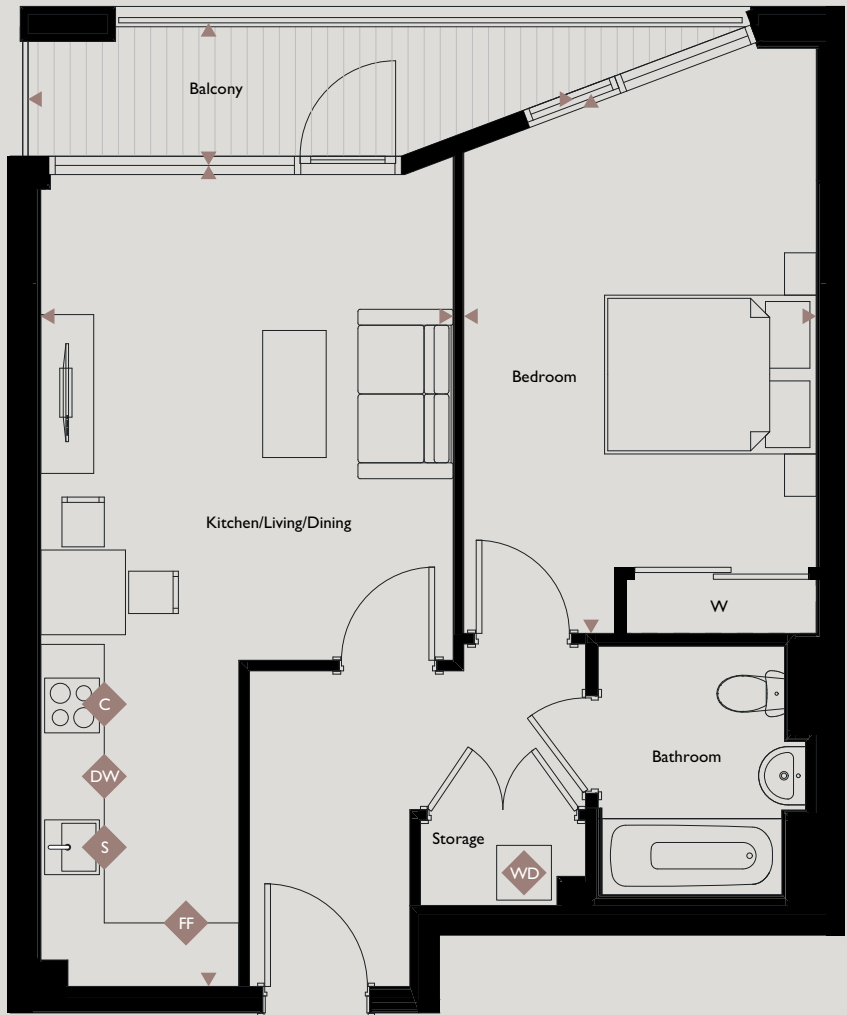 Balcony
Bedroom
Kitchen/Living/Dining
W
C
Bathroom
DW
Storage
S
WD
FF